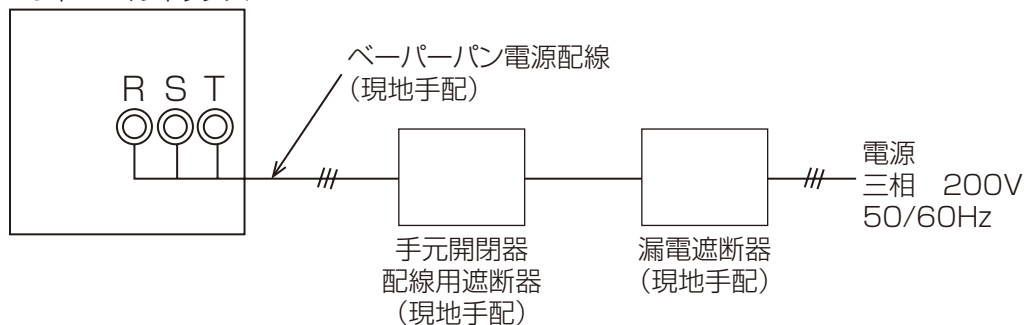 R S T
ベーパーパン電源配線
(現地手配)
手元開閉器
配線用遮断器
(現地手配)
漏電遮断器
(現地手配)
電源
三相 200V
50/60Hz